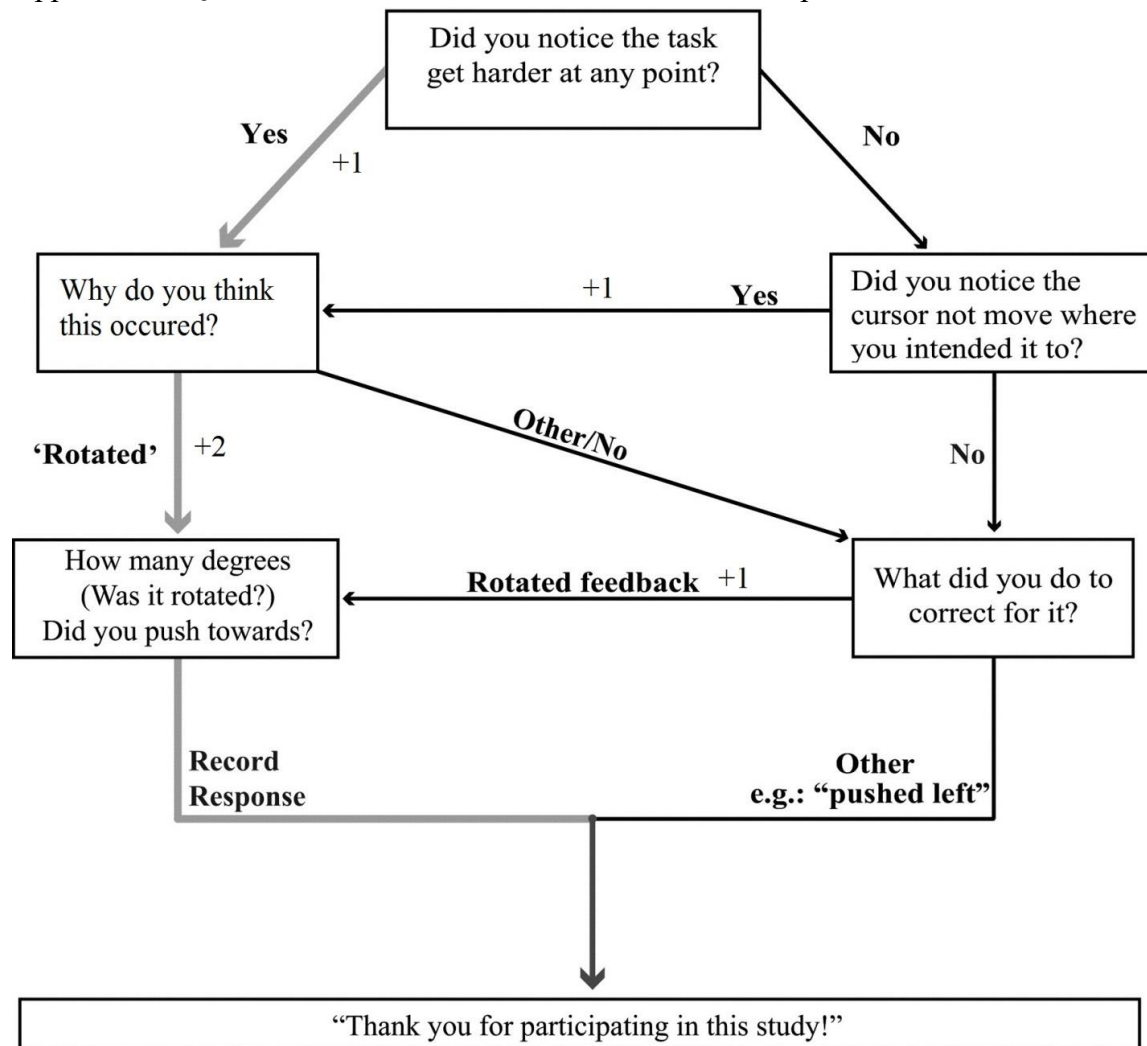 Did you notice the task
get harder at any point?
Yes
+1
No
Why do you think
this occured?
+1
Yes
Did you notice the
cursor not move where
you intended it to?
‘Rotated’
+2
Other/No
No
How many degrees
(Was it rotated?)
Did you push towards?
Rotated feedback +1
What did you do to
correct for it?
Record
Response
Other
e.g.: “pushed left”
“Thank you for participating in this study!”